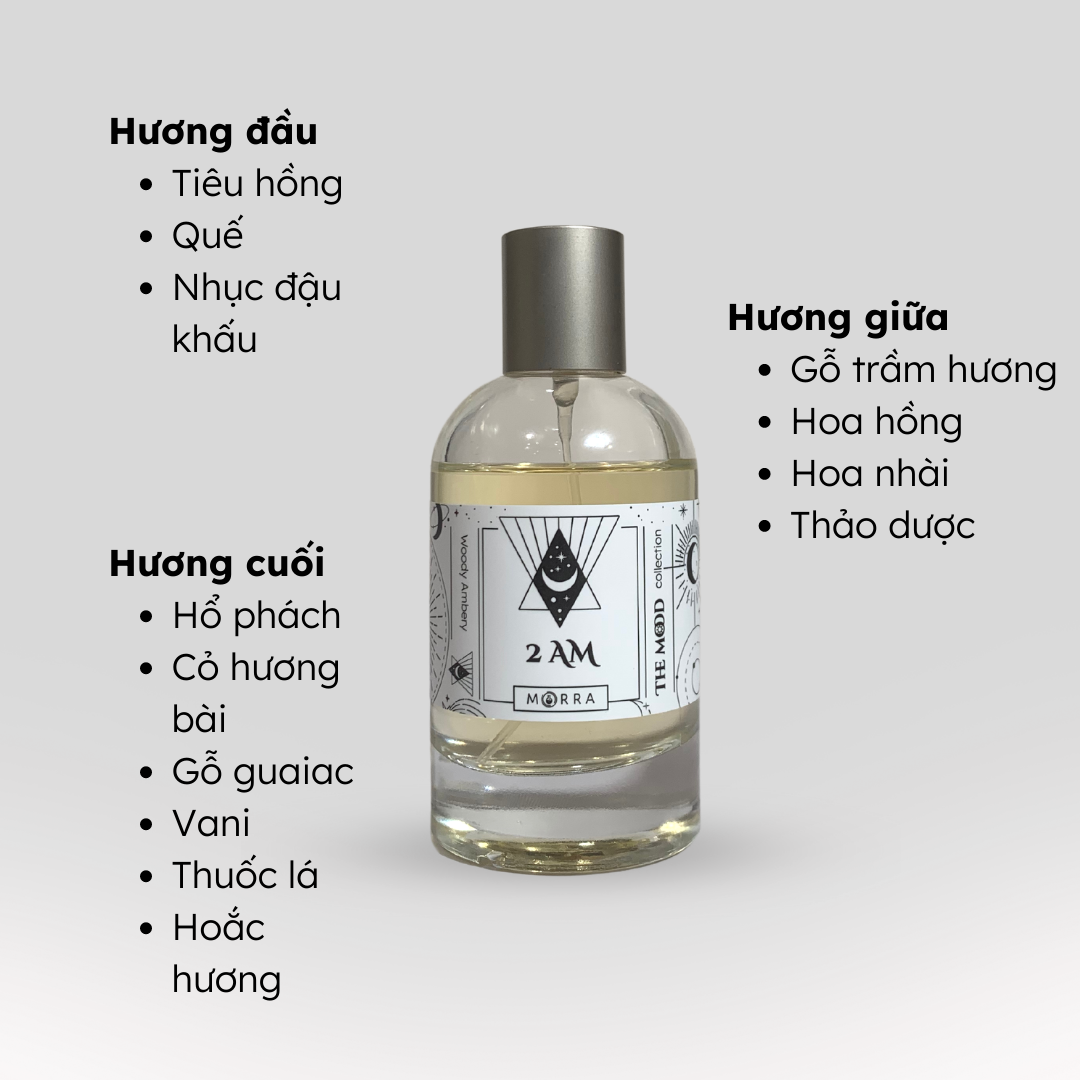 Hương đầu
• Tiêu hồng
• Quế
• Nhục đậu
khấu
Hương giữa
• Gỗ trầm hương
• Hoa hồng
• Hoa nhài
• Thảo dược
Hương cuối
• Hổ phách
• Cỏ hương
bài
• Gỗ guaiac
• Vani
• Thuốc lá
• Hoắc
hương
Woody Ambery
2 AM
MORRA
THE MOOD collection